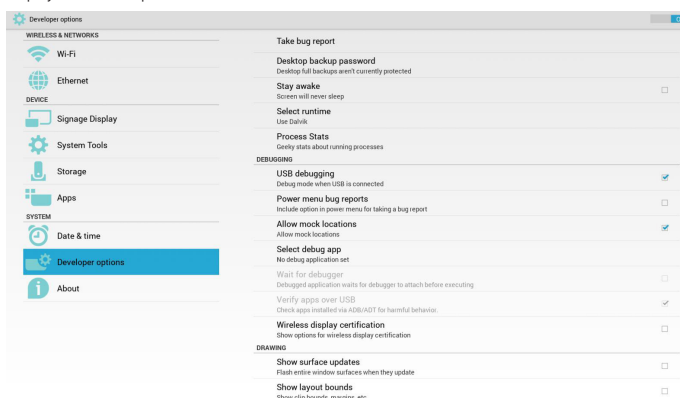 Developer options
WIRELESS & NETWORKS
Wi-Fi
Ethernet
DEVICE
Signage Display
System Tools
Storage
Apps
SYSTEM
Date & time
Developer options
About
Take bug report
Desktop backup password
Desktop full backups aren't currently protected
Stay awake
Screen will never sleep
Select runtime
Use Dalvik
Process Stats
Geeky stats about running processes
DEBUGGING
USB debugging
Debug mode when USB is connected
Power menu bug reports
Include option in power menu for taking a bug report
Allow mock locations
Allow mock locations
Select debug app
No debug application set
Wait for debugger
Debugged application waits for debugger to attach before executing
Verify apps over USB
Check apps installed via ADB/ADT for harmful behavior.
Wireless display certification
Show options for wireless display certification
DRAWING
Show surface updates
Flash entire window surfaces when they update
Show layout bounds
Show clip bounds, margins, etc.